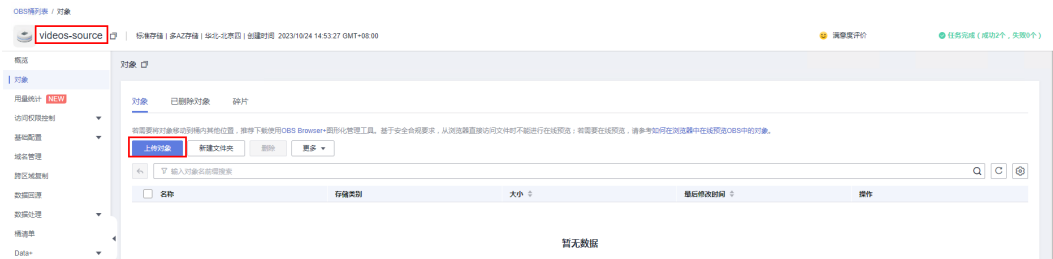 OBS桶列表 / 对象
videos-source
标准存储 | 多AZ存储 | 华北-北京四 | 创建时间 2023/10/24 14:53:27 GMT+08:00
满意度评价
任务完成 ( 成功2个 , 失败0个 )
概览
对象
用量统计 NEW
访问权限控制
基础配置
域名管理
跨区域复制
数据回源
数据处理
桶清单
Data+
对象
对象 已删除对象 碎片
若需要将对象移动到桶内其他位置，推荐下载使用OBS Browser+图形化管理工具。基于安全合规要求，从浏览器直接访问文件时不能进行在线预览；若需要在线预览，请参考如何在浏览器中在线预览OBS中的对象。
上传对象 新建文件夹 删除 更多
输入对象名前缀搜索
名称 存储类别 大小 最后修改时间 操作
暂无数据